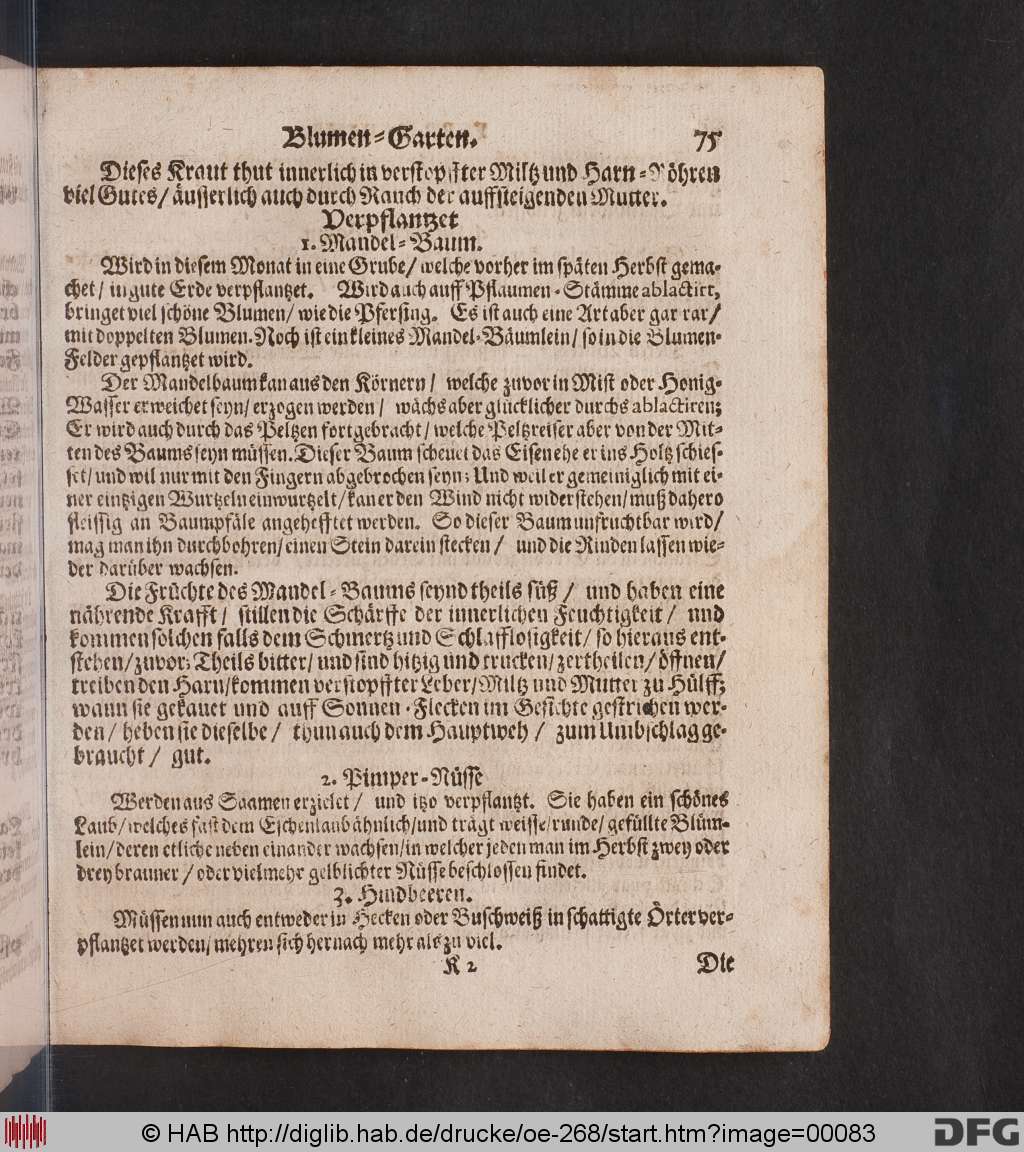 Blumen-Garten. 75
Dieses Kraut thut innerlich in verstopffter Miltz und Harn-Röhren
viel Gutes/ äusserlich auch durch Rauch der auffsteigenden Mutter.
Verpflantzet
1. Mandel-Baum.
Wird in diesem Monat in eine Grube/ welche vorher im späten Herbst gema-
chet/ in gute Erde verpflantzet. Wird auch auff Pflaumen-Stämme ablactirt,
bringet viel schöne Blumen/ wie die Pfersing. Es ist auch eine Art aber gar rar/
mit doppelten Blumen. Noch ist ein kleines Mandel-Bäumlein/ so in die Blumen-
Felder gepflantzet wird.
Der Mandelbaum kan aus den Körnern/ welche zuvor in Mist oder Honig-
Wasser erweichet seyn/ erzogen werden/ wächs aber glücklicher durchs ablactiren;
Er wird auch durch das Peltzen fortgebracht/ welche Peltzreiser aber von der Mit-
ten des Baums seyn müssen. Dieser Baum scheuet das Eisen ehe er ins Holtz schies-
set/ und wil nur mit den Fingern abgebrochen seyn; Und weil er gemeiniglich mit ei-
ner eintzigen Wurtzeln einwurtzelt/ kan er den Wind nicht widerstehen/ muß dahero
fleissig an Baumpfäle angehefftet werden. So dieser Baum unfruchtbar wird/
mag man ihn durchbohren/ einen Stein darein stecken/ und die Rinden lassen wie-
der darüber wachsen.
Die Früchte des Mandel-Baums seynd theils süß/ und haben eine
nährende Krafft/ stillen die Schärffe der innerlichen Feuchtigkeit/ und
kommen solchen falls dem Schmertz und Schlafflosigkeit/ so hieraus ent-
stehen/ zuvor; Theils bitter/ und sind hitzig und trucken/ zertheilen/ öffnen/
treiben den Harn/ kommen verstopffter Leber/ Miltz und Mutter zu Hülff;
wann sie gekauet und auff Sonnen-Flecken im Gesichte gestrichen wer-
den/ heben sie dieselbe/ thun auch dem Hauptweh/ zum Umbschlag ge-
braucht/ gut.
2. Pimper-Nüsse
Werden aus Saamen erzielet/ und itzo verpflantzt. Sie haben ein schönes
Laub/ welches fast dem Eschenlaub ähnlich/ und trägt weisse/ runde/ gefüllte Blüm-
lein/ deren etliche neben einander wachsen/ in welcher jeden man im Herbst zwey oder
drey brauner/ oder vielmehr gelblichter Nüsse beschlossen findet.
3. Hindbeeren.
Müssen nun auch entweder in Hecken oder Buschweiß in schattigte Örter ver-
pflantzet werden/ mehren sich hernach mehr als zu viel.
K 2 Die
© HAB http://diglib.hab.de/drucke/oe-268/start.htm?image=00083
DFG